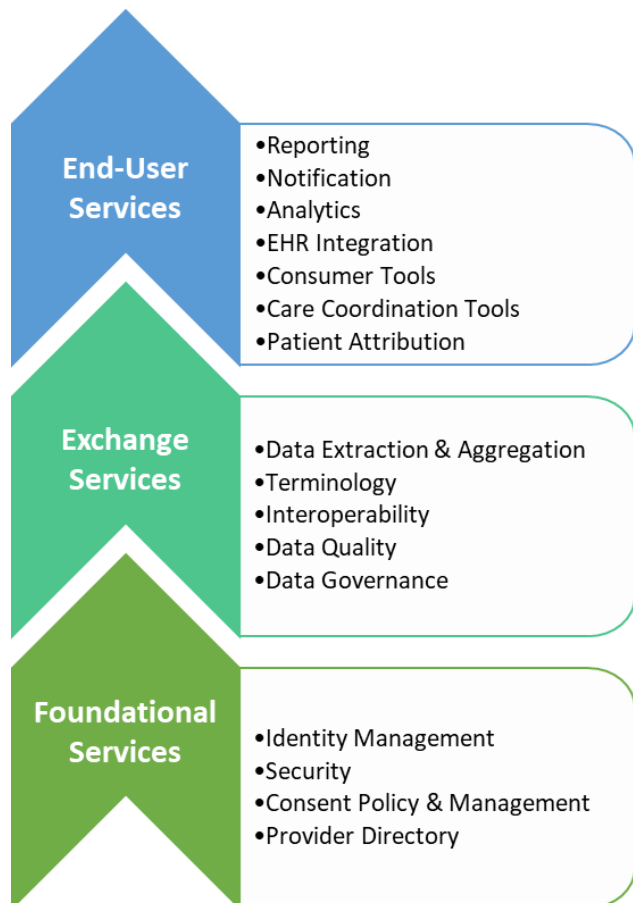 End-User
Services
•Reporting
•Notification
•Analytics
•EHR Integration
•Consumer Tools
•Care Coordination Tools
•Patient Attribution
Exchange
Services
•Data Extraction & Aggregation
•Terminology
•Interoperability
•Data Quality
•Data Governance
Foundational
Services
•Identity Management
•Security
•Consent Policy & Management
•Provider Directory